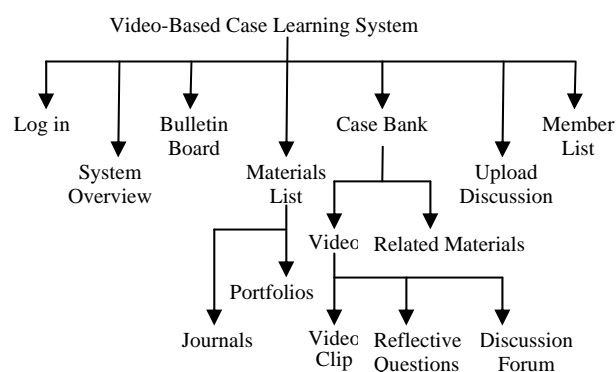 Video-Based Case Learning System
Log in
System
Overview
Bulletin
Board
Materials
List
Case Bank
Upload
Discussion
Member
List
Video
Related Materials
Journals
Portfolios
Video
Clip
Reflective
Questions
Discussion
Forum